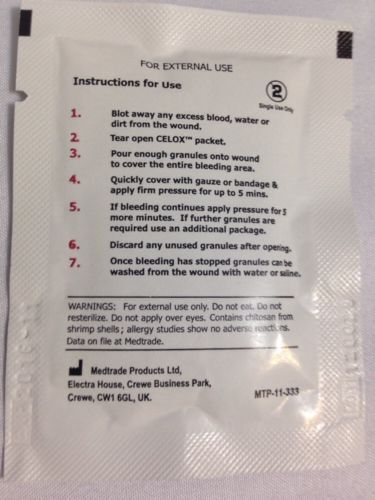 FOR EXTERNAL USE
Instructions for Use
2
Single Use Only
1. Blot away any excess blood, water or
dirt from the wound.
2 Tear open CELOX™ packet.
3. Pour enough granules onto wound
to cover the entire bleeding area.
4. Quickly cover with gauze or bandage &
apply firm pressure for up to 5 mins.
5. If bleeding continues apply pressure for 5
more minutes. If further granules are
required use an additional package.
6. Discard any unused granules after opening.
7. Once bleeding has stopped granules can be
washed from the wound with water or saline.
WARNINGS: For external use only. Do not eat. Do not
resterilize. Do not apply over eyes. Contains chitosan from
shrimp shells; allergy studies show no adverse reactions.
Data on file at Medtrade.
Medtrade Products Ltd,
Electra House, Crewe Business Park,
Crewe, CW1 6GL, UK.
MTP-11-333